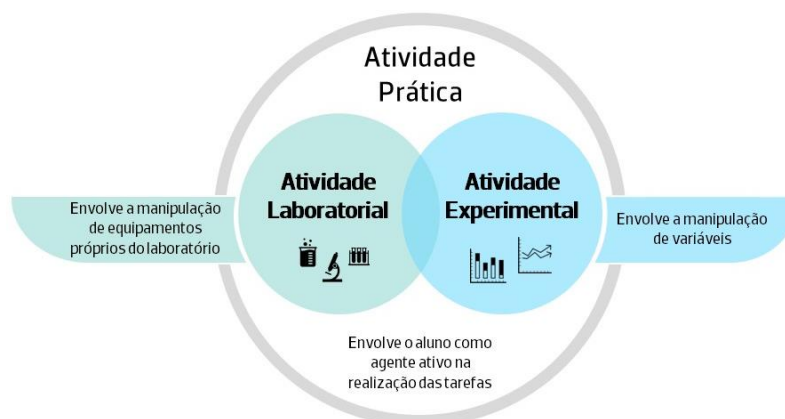 Atividade
Prática
Atividade
Laboratorial
Atividade
Experimental
Envolve a manipulação
de equipamentos
próprios do laboratório
Envolve a manipulação
de variáveis
Envolve o aluno como
agente ativo na
realização das tarefas